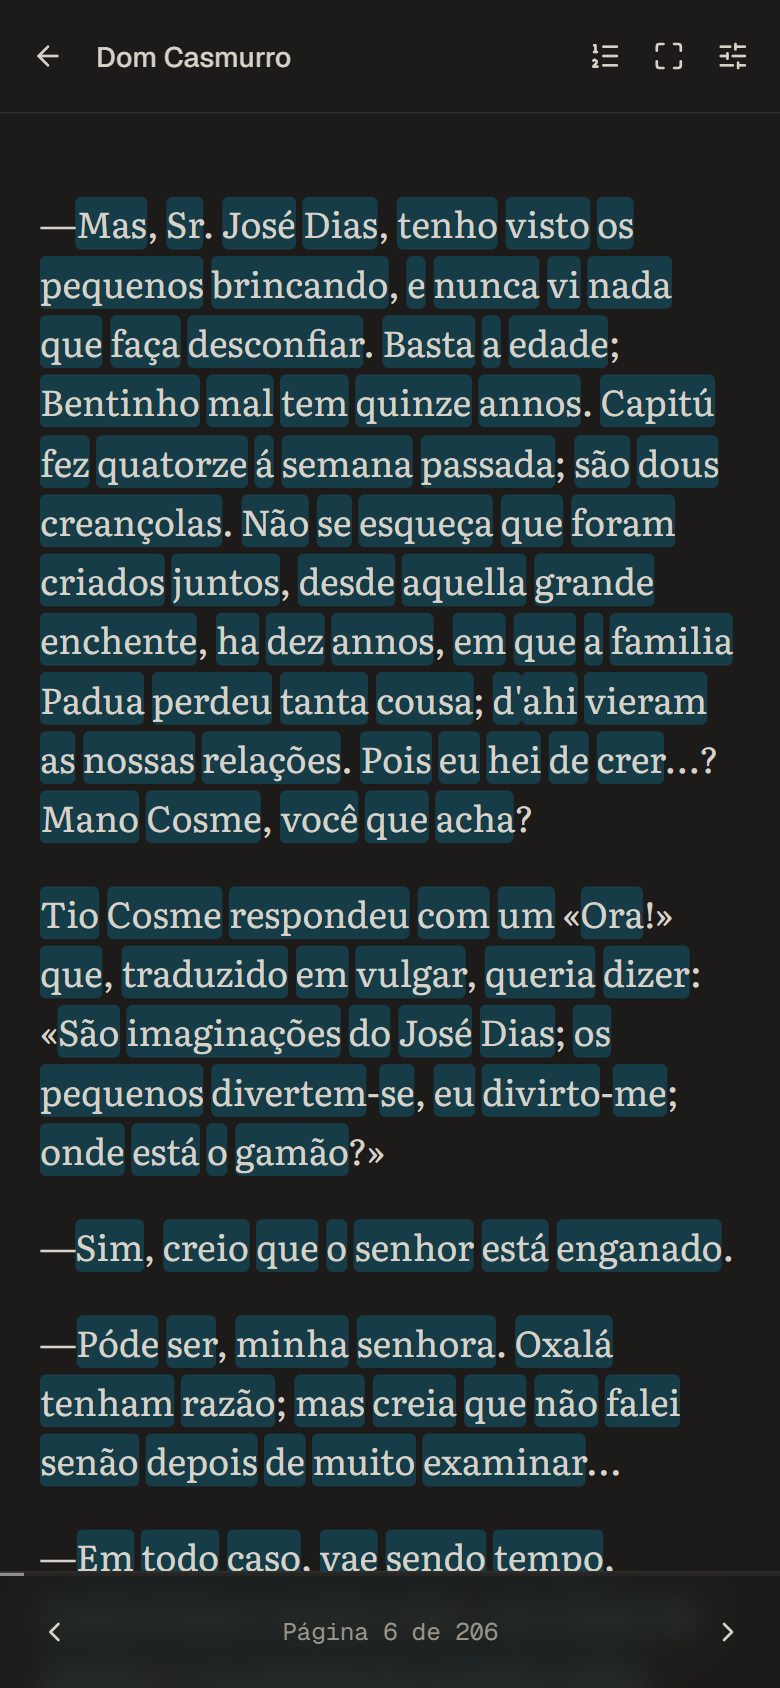 Dom Casmurro
—Mas, Sr. José Dias, tenho visto os
pequenos brincando, e nunca vi nada
que faça desconfiar. Basta a edade;
Bentinho mal tem quinze annos. Capitú
fez quatorze á semana passada; são dous
creançolas. Não se esqueça que foram
criados juntos, desde aquella grande
enchente, ha dez annos, em que a familia
Padua perdeu tanta cousa; d'ahi vieram
as nossas relações. Pois eu hei de crer...?
Mano Cosme, você que acha?
Tio Cosme respondeu com um «Ora!»
que, traduzido em vulgar, queria dizer:
«São imaginações do José Dias; os
pequenos divertem-se, eu divirto-me;
onde está o gamão?»
—Sim, creio que o senhor está enganado.
—Póde ser, minha senhora. Oxalá
tenham razão; mas creia que não falei
senão depois de muito examinar...
—Em todo caso, vae sendo tempo,
Página 6 de 206